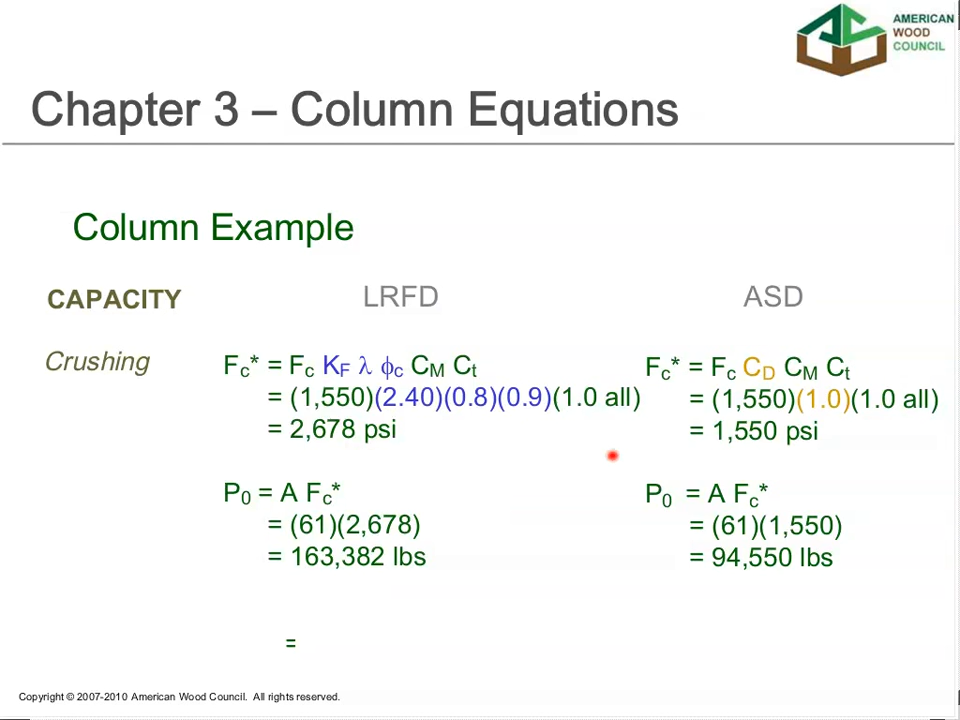 AMERICAN
WOOD
COUNCIL
Chapter 3 – Column Equations
Column Example
CAPACITY
LRFD
ASD
Crushing
Fc* = Fc KF λ ϕc CM Ct
= (1,550)(2.40)(0.8)(0.9)(1.0 all)
= 2,678 psi
P0 = A Fc*
= (61)(2,678)
= 163,382 lbs
Fc* = Fc CD CM Ct
= (1,550)(1.0)(1.0 all)
= 1,550 psi
P0 = A Fc*
= (61)(1,550)
= 94,550 lbs
=
Copyright © 2007-2010 American Wood Council. All rights reserved.